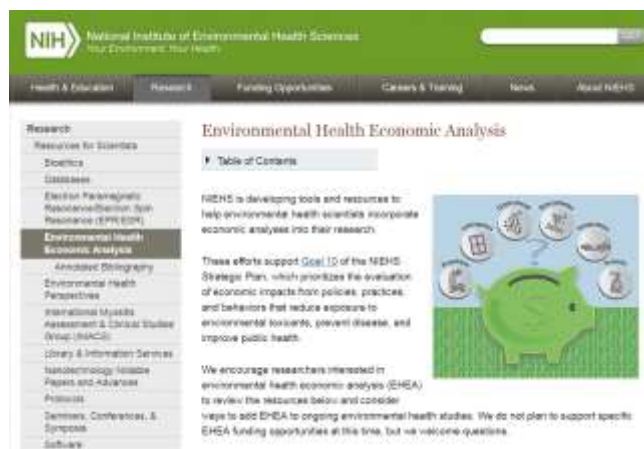 NIH National Institute of Environmental Health Sciences
Your Environment. Your Health.
Health & Education Research Funding Opportunities Careers & Training News About NIEHS
Research
Resources for Scientists
Bioethics
Databases
Electron Paramagnetic
Resonance/Electron Spin
Resonance (EPR/ESR)
Environmental Health
Economic Analysis
Annotated Bibliography
Environmental Health
Perspectives
International Mycetis
Assessment & Clinical Studies
Group (IMACS)
Library & Information Services
Nanotechnology Notable
Papers and Advances
Protocols
Seminars, Conferences, &
Symposia
Software
Environmental Health Economic Analysis
Table of Contents
NIEHS is developing tools and resources to
help environmental health scientists incorporate
economic analyses into their research.
These efforts support Goal 10 of the NIEHS
Strategic Plan, which prioritizes the evaluation
of economic impacts from policies, practices,
and behaviors that reduce exposure to
environmental toxicants, prevent disease, and
improve public health.
We encourage researchers interested in
environmental health economic analysis (EHEA)
to review the resources below and consider
ways to add EHEA to ongoing environmental health studies. We do not plan to support specific
EHEA funding opportunities at this time, but we welcome questions.